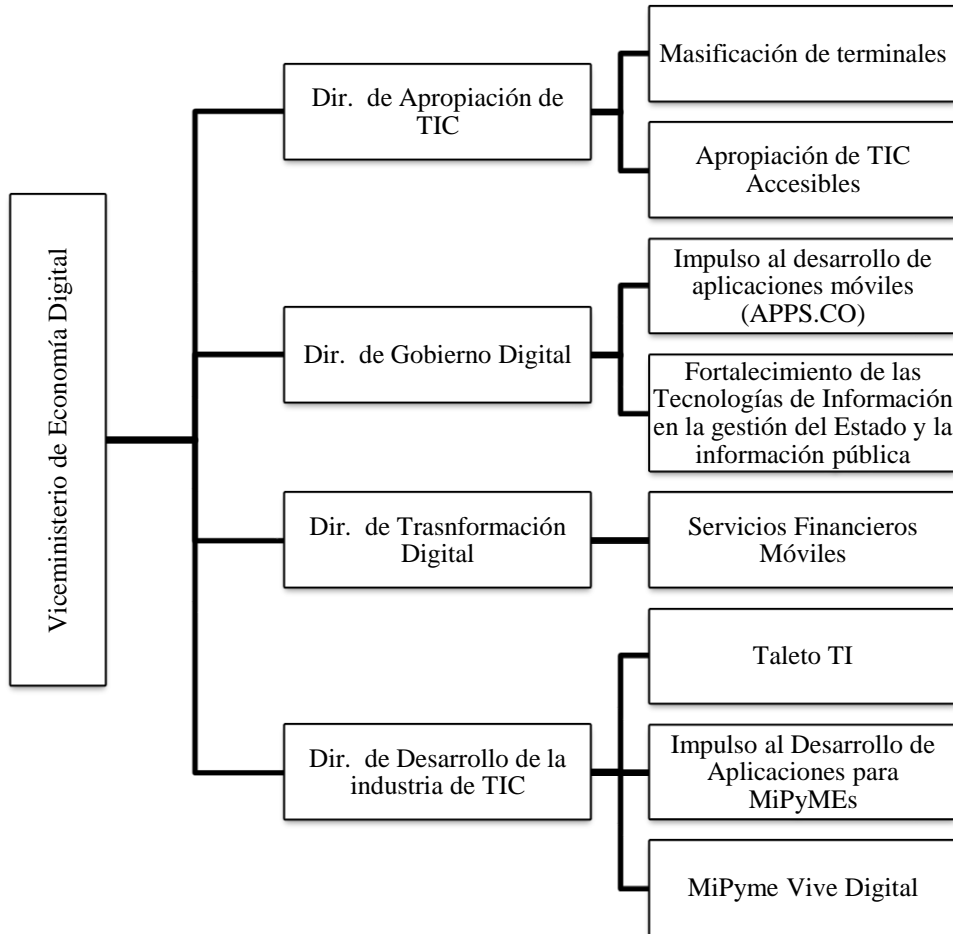 Viceministerio de Economía Digital
Dir. de Apropiación de
TIC
Masificación de terminales
Apropiación de TIC
Accesibles
Dir. de Gobierno Digital
Impulso al desarrollo de
aplicaciones móviles
(APPS.CO)
Fortalecimiento de las
Tecnologías de Información
en la gestión del Estado y la
información pública
Dir. de Trasnformación
Digital
Servicios Financieros
Móviles
Dir. de Desarrollo de la
industria de TIC
Taleto TI
Impulso al Desarrollo de
Aplicaciones para
MiPyMEs
MiPyme Vive Digital